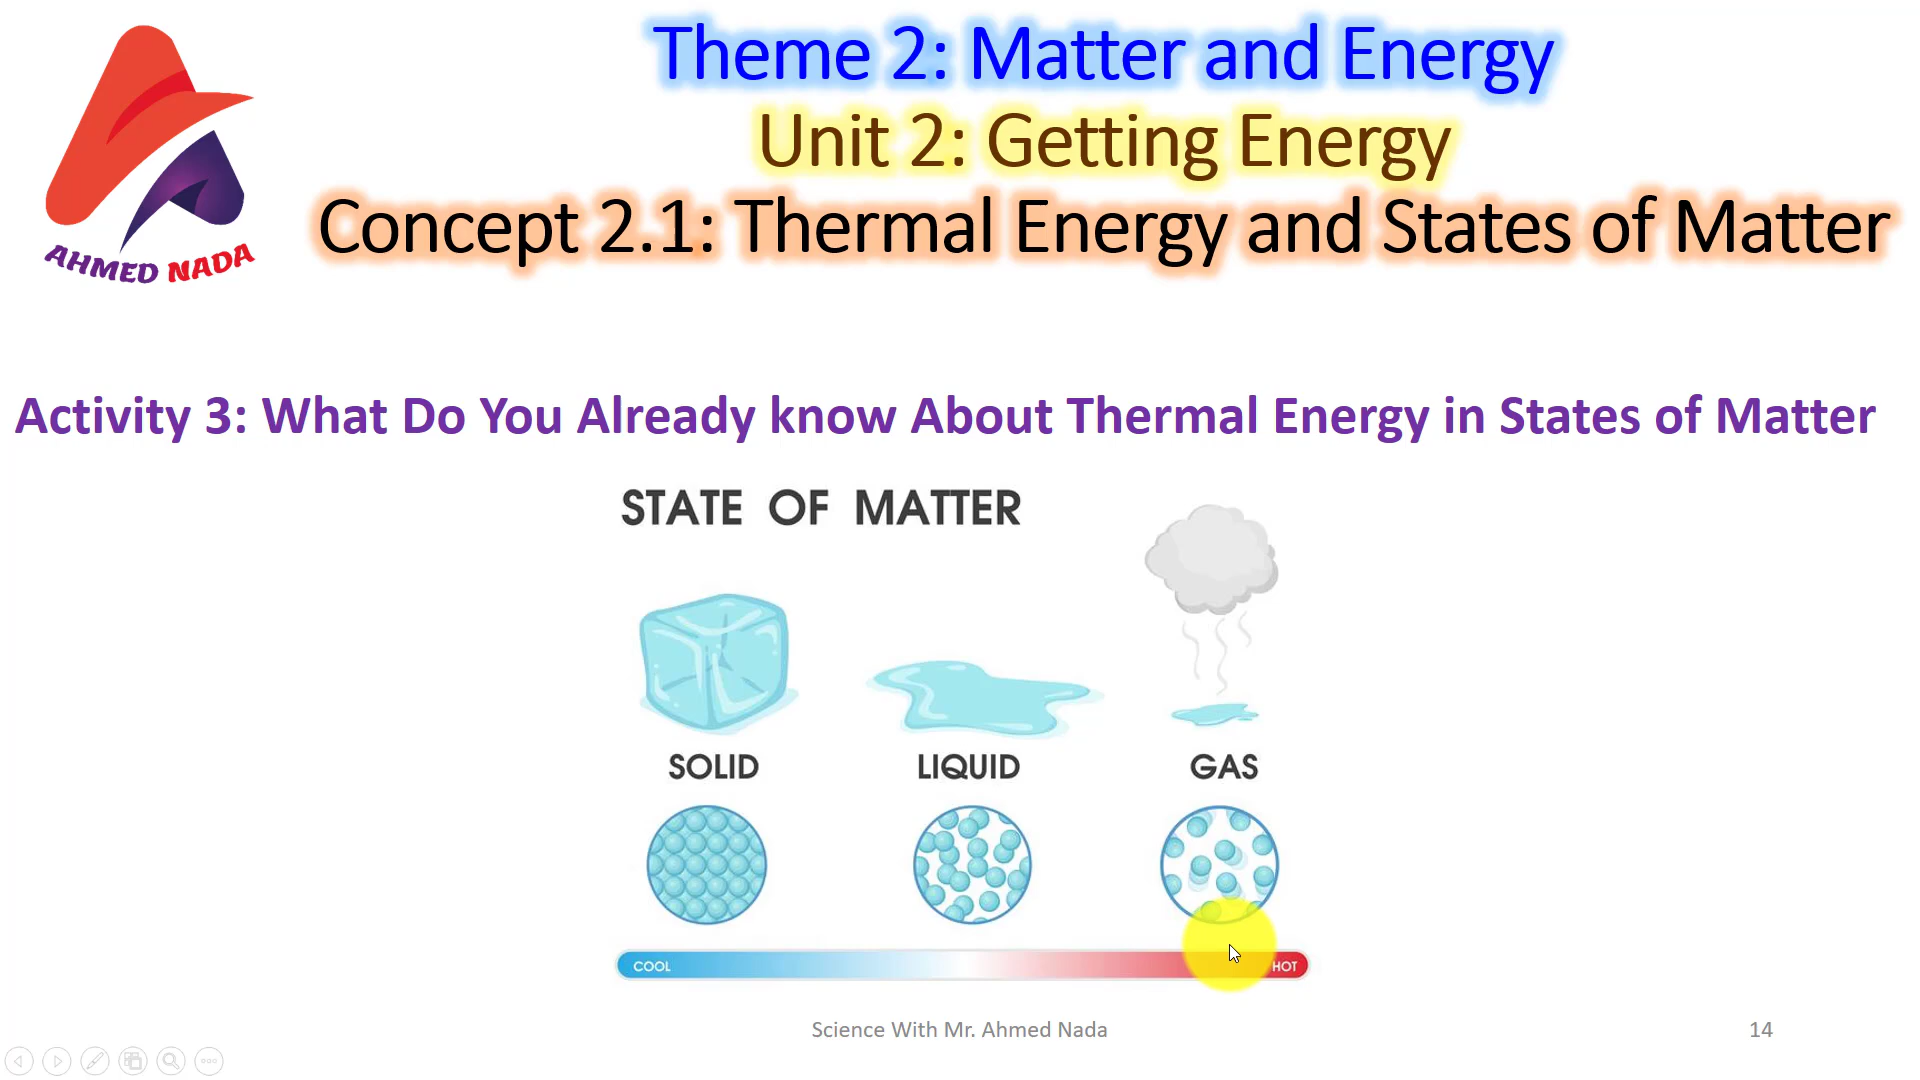 Theme 2: Matter and Energy
Unit 2: Getting Energy
Concept 2.1: Thermal Energy and States of Matter
AHMED NADA
Activity 3: What Do You Already know About Thermal Energy in States of Matter
STATE OF MATTER
SOLID
LIQUID
GAS
COOL
HOT
Science With Mr. Ahmed Nada
14